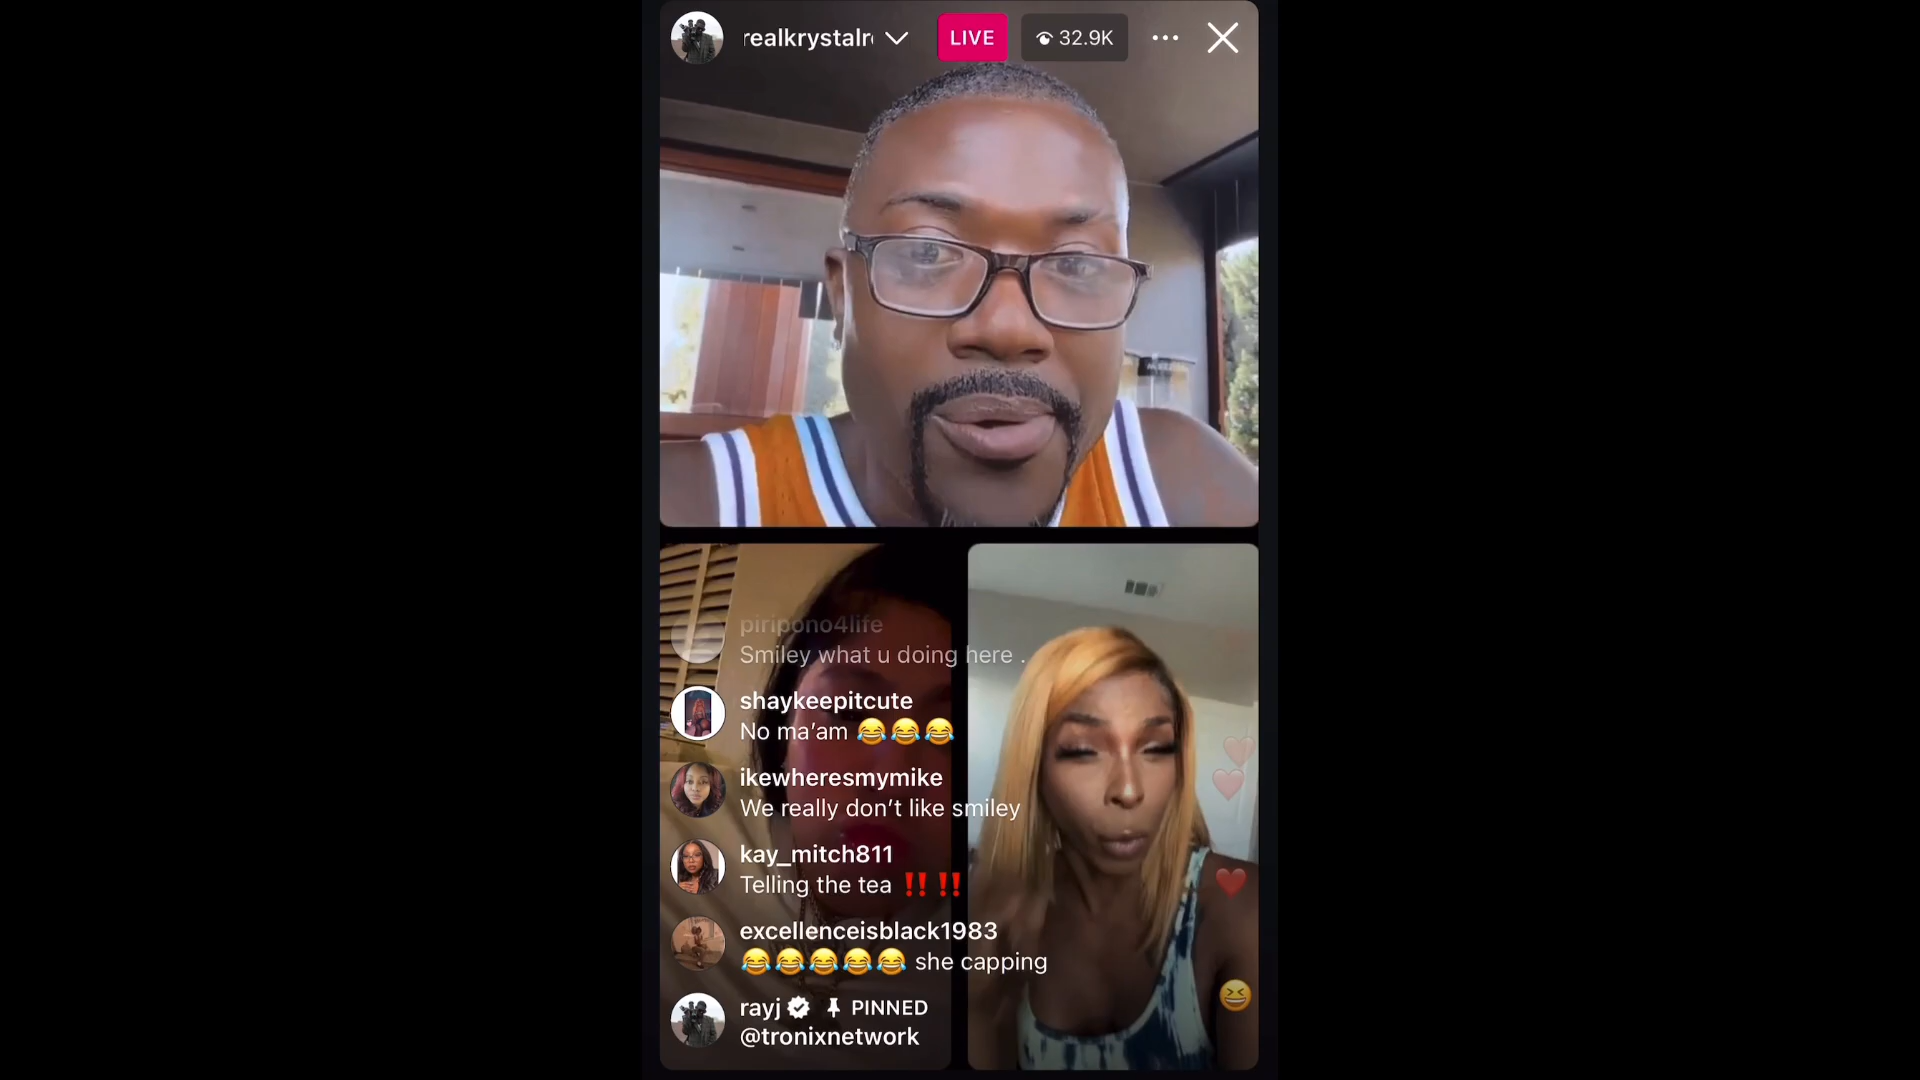 realkrystalr
LIVE
32.9K
piripono4life
Smiley what u doing here .
shaykeepitcute
No ma’am 😂😂😂
ikewheresmymike
We really don’t like smiley
kay_mitch811
Telling the tea ‼️ ‼️
excellenceisblack1983
😂😂😂😂😂 she capping
rayj PINNED
@tronixnetwork